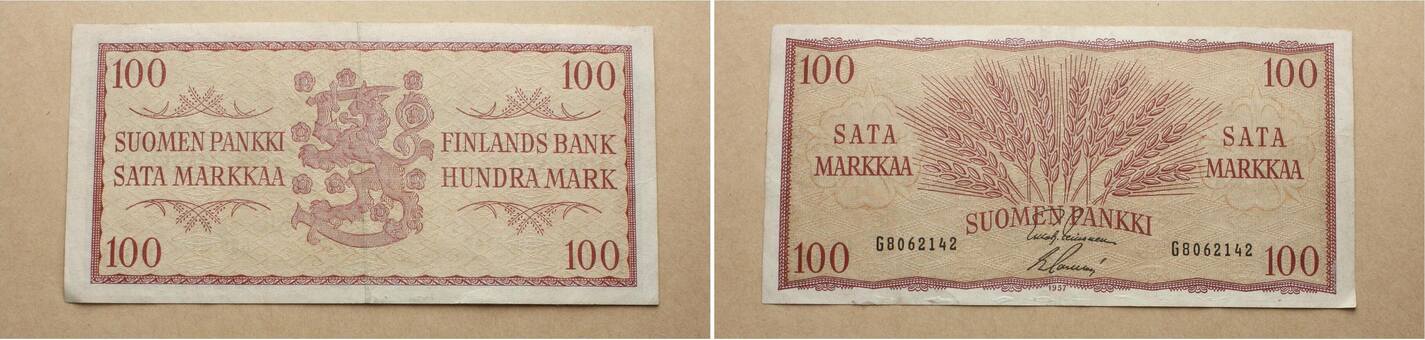 100 100
SUOMEN PANKKI FINLANDS BANK
SATA MARKKAA HUNDRA MARK
100 100
100 100
SATA SATA
MARKKAA MARKKAA
SUOMEN PANKKI
G8062142 G8062142
100 100
1957